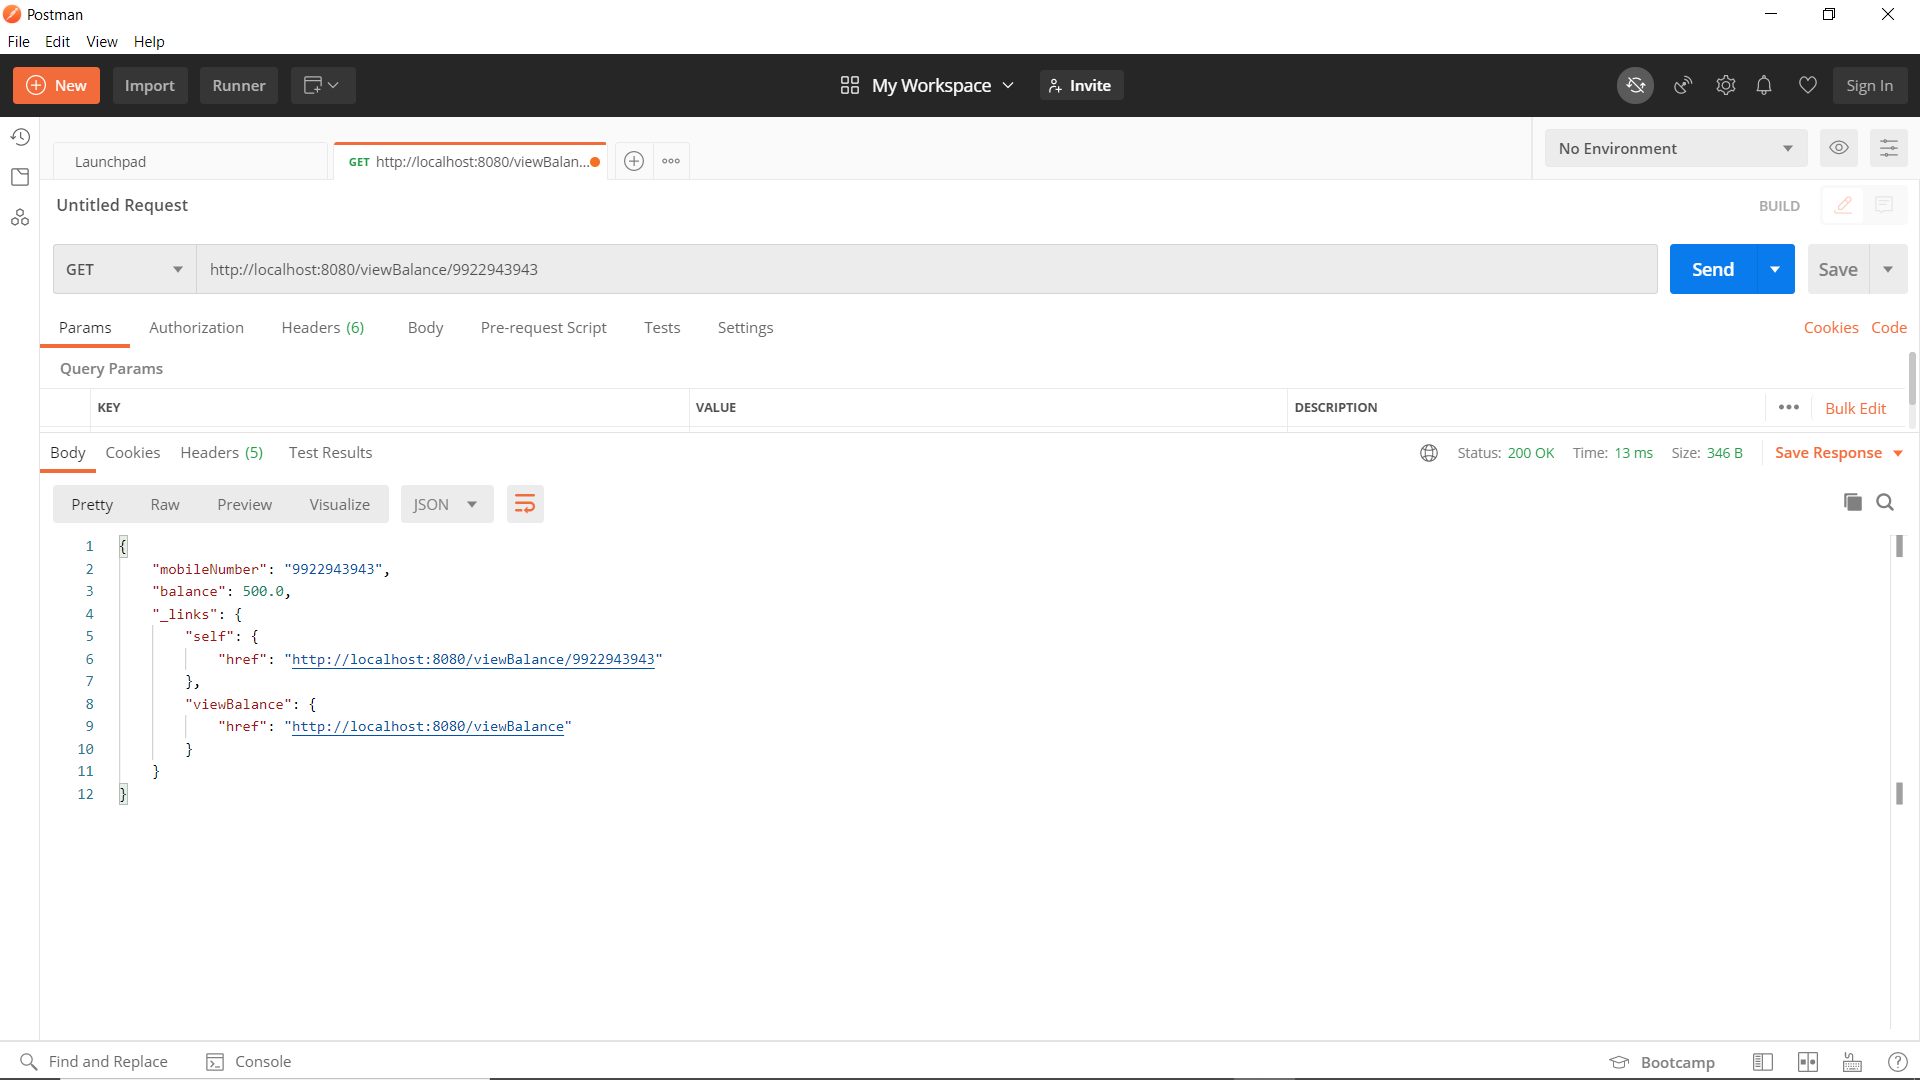 Postman
File Edit View Help
New Import Runner My Workspace Invite Sign In
Launchpad GET http://localhost:8080/viewBalan... No Environment
Untitled Request BUILD
GET http://localhost:8080/viewBalance/9922943943 Send Save
Params Authorization Headers (6) Body Pre-request Script Tests Settings Cookies Code
Query Params
KEY VALUE DESCRIPTION ••• Bulk Edit
Body Cookies Headers (5) Test Results Status: 200 OK Time: 13 ms Size: 346 B Save Response
Pretty Raw Preview Visualize JSON
1 {
2 "mobileNumber": "9922943943",
3 "balance": 500.0,
4 "_links": {
5 "self": {
6 "href": "http://localhost:8080/viewBalance/9922943943"
7 },
8 "viewBalance": {
9 "href": "http://localhost:8080/viewBalance"
10 }
11 }
12 }
Find and Replace Console Bootcamp